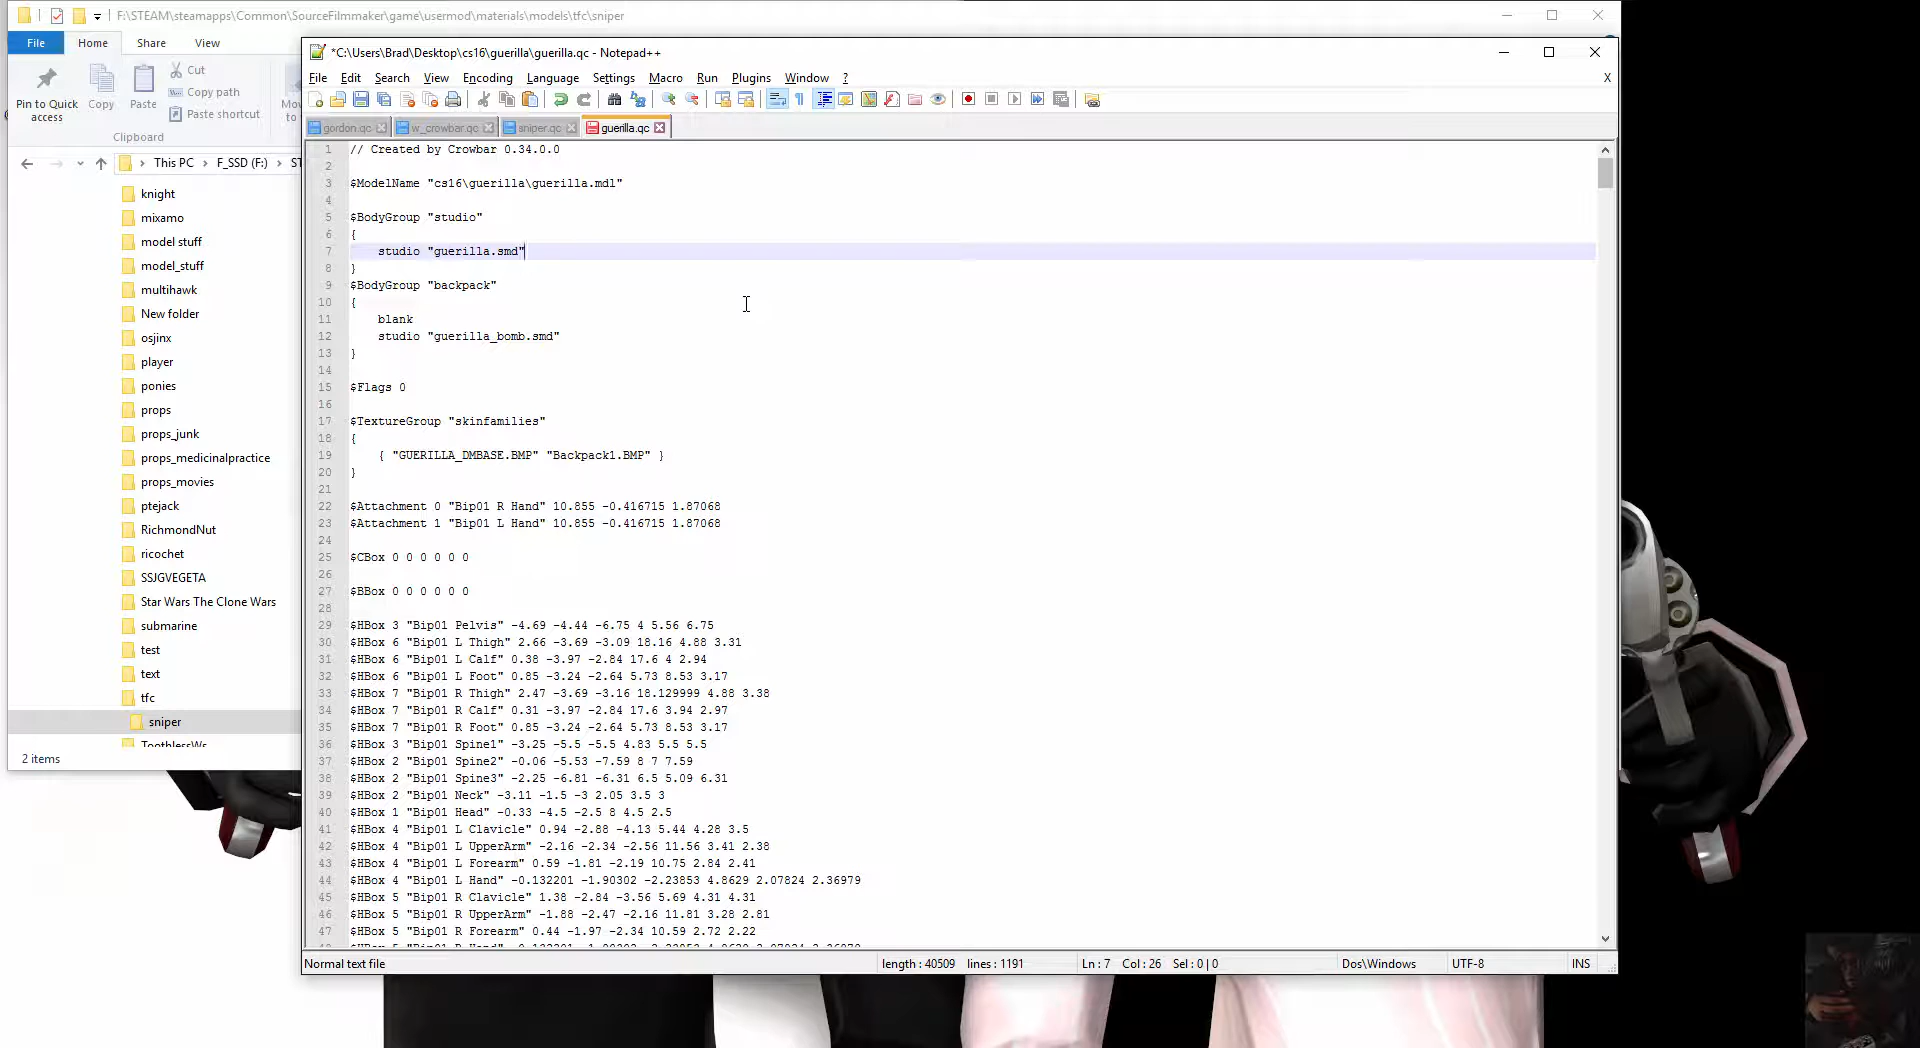 F:\STEAM\steamapps\Common\SourceFilmmaker\game\usermod\materials\models\tfc\sniper
File Home Share View
Pin to Quick access
Copy
Paste
Cut
Copy path
Paste shortcut
Clipboard
This PC F_SSD (F:)
knight
mixamo
model stuff
model_stuff
multihawk
New folder
osjinx
player
ponies
props
props_junk
props_medicinalpractice
props_movies
ptejack
RichmondNut
ricochet
SSJGVEGETA
Star Wars The Clone Wars
submarine
test
text
tfc
sniper
ToothlessWs
2 items
*C:\Users\Brad\Desktop\cs16\guerilla\guerilla.qc - Notepad++
File Edit Search View Encoding Language Settings Macro Run Plugins Window ? X
gordon.qc w_crowbar.qc sniper.qc guerilla.qc
1 // Created by Crowbar 0.34.0.0
2
3 $ModelName "cs16\guerilla\guerilla.mdl"
4
5 $BodyGroup "studio"
6 {
7 studio "guerilla.smd"
8 }
9 $BodyGroup "backpack"
10 {
11 blank
12 studio "guerilla_bomb.smd"
13 }
14
15 $Flags 0
16
17 $TextureGroup "skinfamilies"
18 {
19 { "GUERILLA_DMBASE.BMP" "Backpack1.BMP" }
20 }
21
22 $Attachment 0 "Bip01 R Hand" 10.855 -0.416715 1.87068
23 $Attachment 1 "Bip01 L Hand" 10.855 -0.416715 1.87068
24
25 $CBox 0 0 0 0 0 0
26
27 $BBox 0 0 0 0 0 0
28
29 $HBox 3 "Bip01 Pelvis" -4.69 -4.44 -6.75 4 5.56 6.75
30 $HBox 6 "Bip01 L Thigh" 2.66 -3.69 -3.09 18.16 4.88 3.31
31 $HBox 6 "Bip01 L Calf" 0.38 -3.97 -2.84 17.6 4 2.94
32 $HBox 6 "Bip01 L Foot" 0.85 -3.24 -2.64 5.73 8.53 3.17
33 $HBox 7 "Bip01 R Thigh" 2.47 -3.69 -3.16 18.129999 4.88 3.38
34 $HBox 7 "Bip01 R Calf" 0.31 -3.97 -2.84 17.6 3.94 2.97
35 $HBox 7 "Bip01 R Foot" 0.85 -3.24 -2.64 5.73 8.53 3.17
36 $HBox 3 "Bip01 Spine1" -3.25 -5.5 -5.5 4.83 5.5 5.5
37 $HBox 2 "Bip01 Spine2" -0.06 -5.53 -7.59 8 7 7.59
38 $HBox 2 "Bip01 Spine3" -2.25 -6.81 -6.31 6.5 5.09 6.31
39 $HBox 2 "Bip01 Neck" -3.11 -1.5 -3 2.05 3.5 3
40 $HBox 1 "Bip01 Head" -0.33 -4.5 -2.5 8 4.5 2.5
41 $HBox 4 "Bip01 L Clavicle" 0.94 -2.88 -4.13 5.44 4.28 3.5
42 $HBox 4 "Bip01 L UpperArm" -2.16 -2.34 -2.56 11.56 3.41 2.38
43 $HBox 4 "Bip01 L Forearm" 0.59 -1.81 -2.19 10.75 2.84 2.41
44 $HBox 4 "Bip01 L Hand" -0.132201 -1.90302 -2.23853 4.8629 2.07824 2.36979
45 $HBox 5 "Bip01 R Clavicle" 1.38 -2.84 -3.56 5.69 4.31 4.31
46 $HBox 5 "Bip01 R UpperArm" -1.88 -2.47 -2.16 11.81 3.28 2.81
47 $HBox 5 "Bip01 R Forearm" 0.44 -1.97 -2.34 10.59 2.72 2.22
Normal text file length : 40509 lines : 1191 Ln : 7 Col : 26 Sel : 0 | 0 Dos\Windows UTF-8 INS